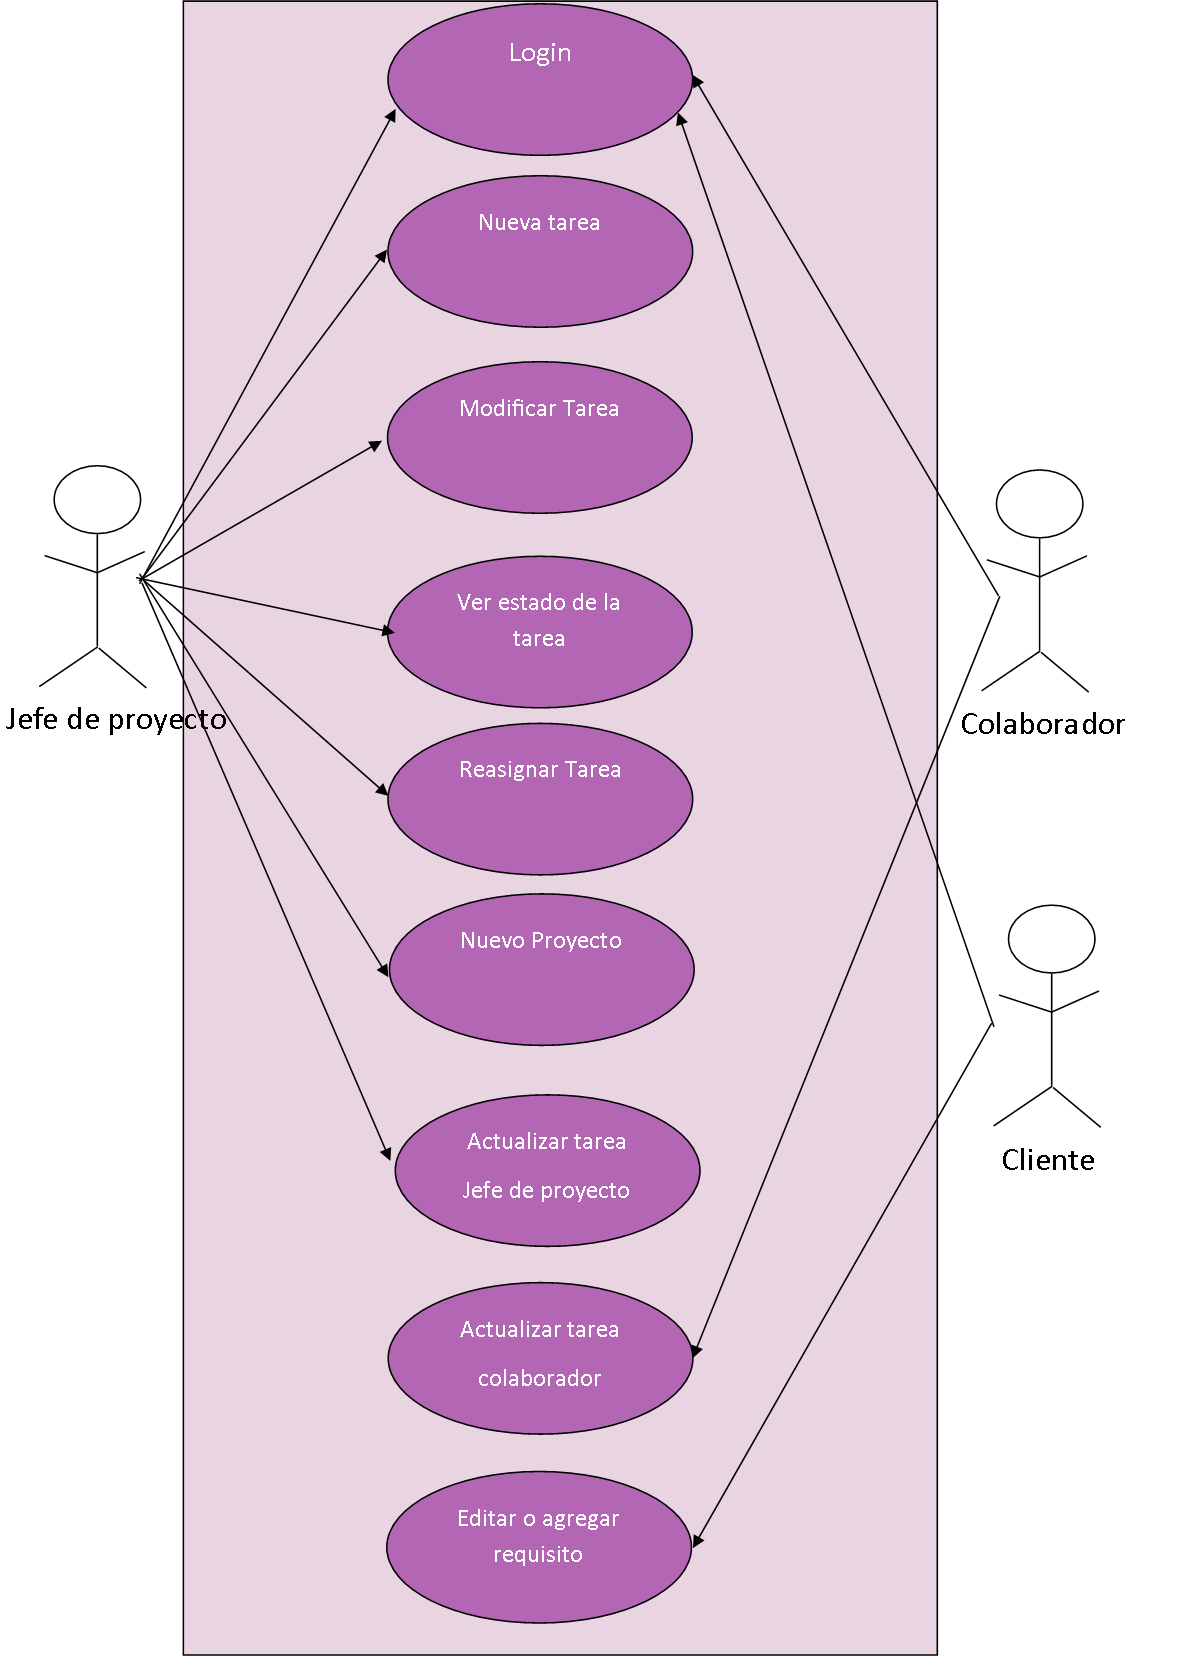 Login
Nueva tarea
Modificar Tarea
Ver estado de la
tarea
Jefe de proyecto
Colaborador
Reasignar Tarea
Nuevo Proyecto
Actualizar tarea
Jefe de proyecto
Cliente
Actualizar tarea
colaborador
Editar o agregar
requisito